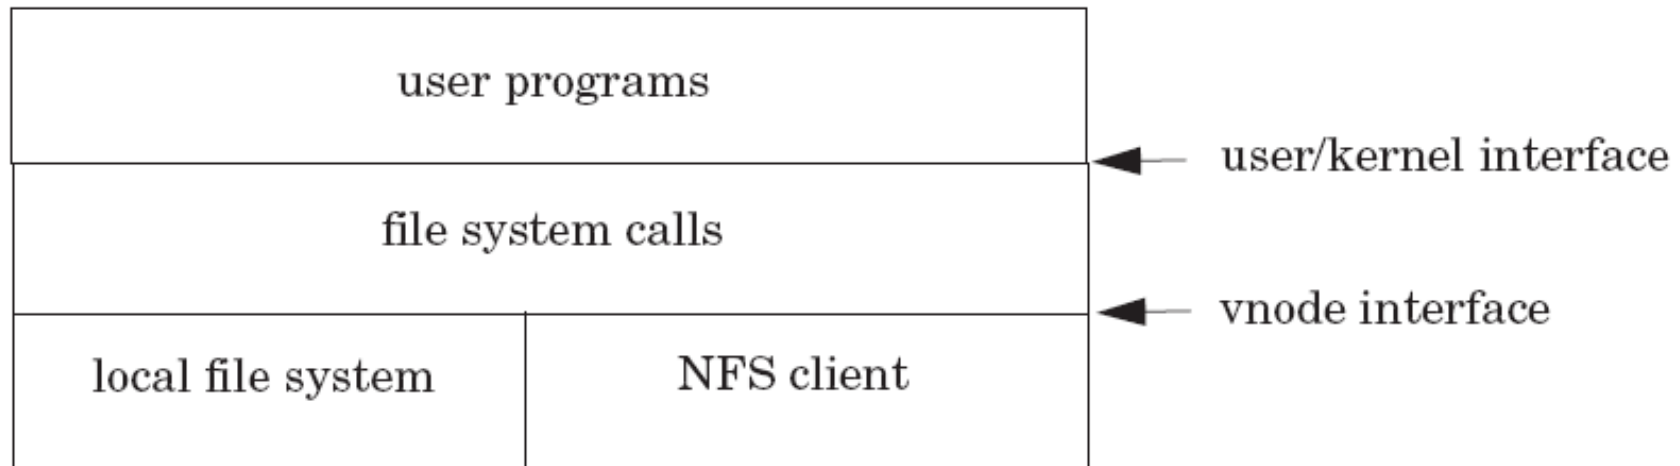 user programs
user/kernel interface
file system calls
vnode interface
local file system
NFS client